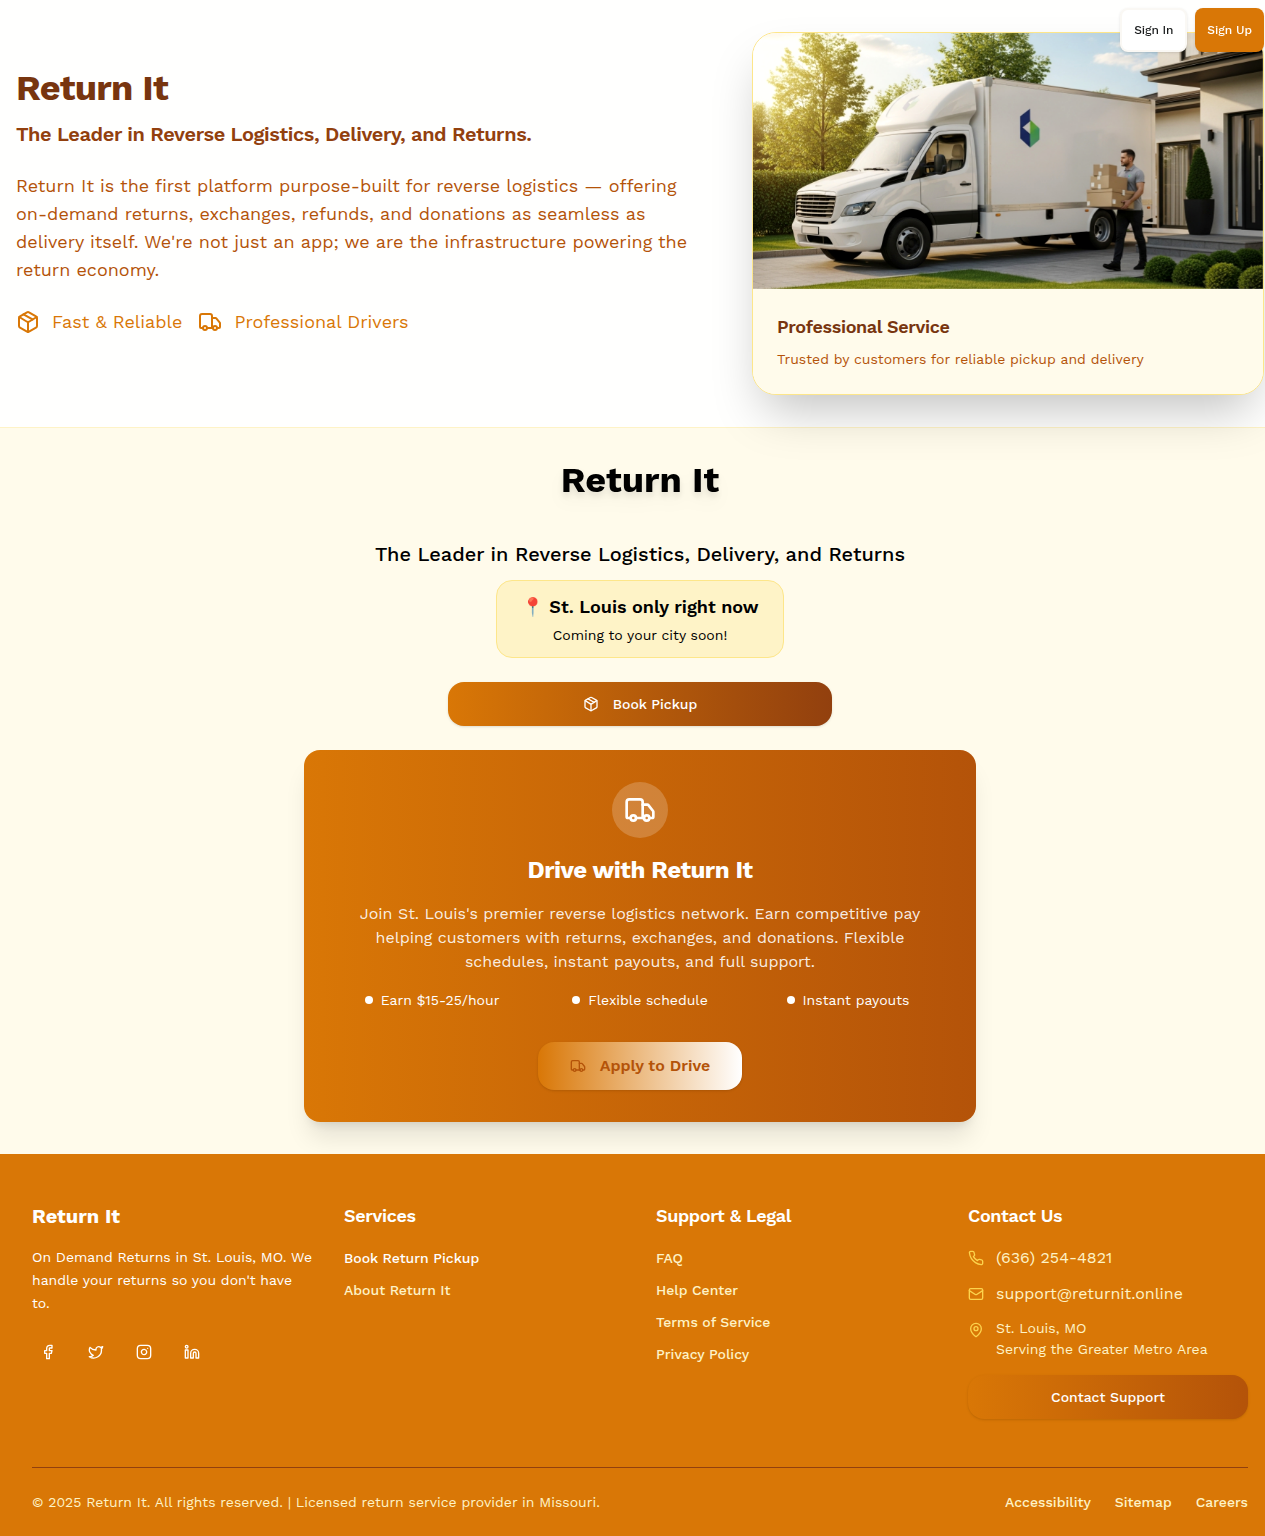 Sign In
Sign Up
Return It
The Leader in Reverse Logistics, Delivery, and Returns.
Return It is the first platform purpose-built for reverse logistics — offering
on-demand returns, exchanges, refunds, and donations as seamless as
delivery itself. We're not just an app; we are the infrastructure powering the
return economy.
Fast & Reliable
Professional Drivers
Professional Service
Trusted by customers for reliable pickup and delivery
Return It
The Leader in Reverse Logistics, Delivery, and Returns
📍 St. Louis only right now
Coming to your city soon!
Book Pickup
Drive with Return It
Join St. Louis's premier reverse logistics network. Earn competitive pay
helping customers with returns, exchanges, and donations. Flexible
schedules, instant payouts, and full support.
Earn $15-25/hour
Flexible schedule
Instant payouts
Apply to Drive
Return It
On Demand Returns in St. Louis, MO. We
handle your returns so you don't have
to.
Services
Book Return Pickup
About Return It
Support & Legal
FAQ
Help Center
Terms of Service
Privacy Policy
Contact Us
(636) 254-4821
support@returnit.online
St. Louis, MO
Serving the Greater Metro Area
Contact Support
© 2025 Return It. All rights reserved. | Licensed return service provider in Missouri.
Accessibility
Sitemap
Careers